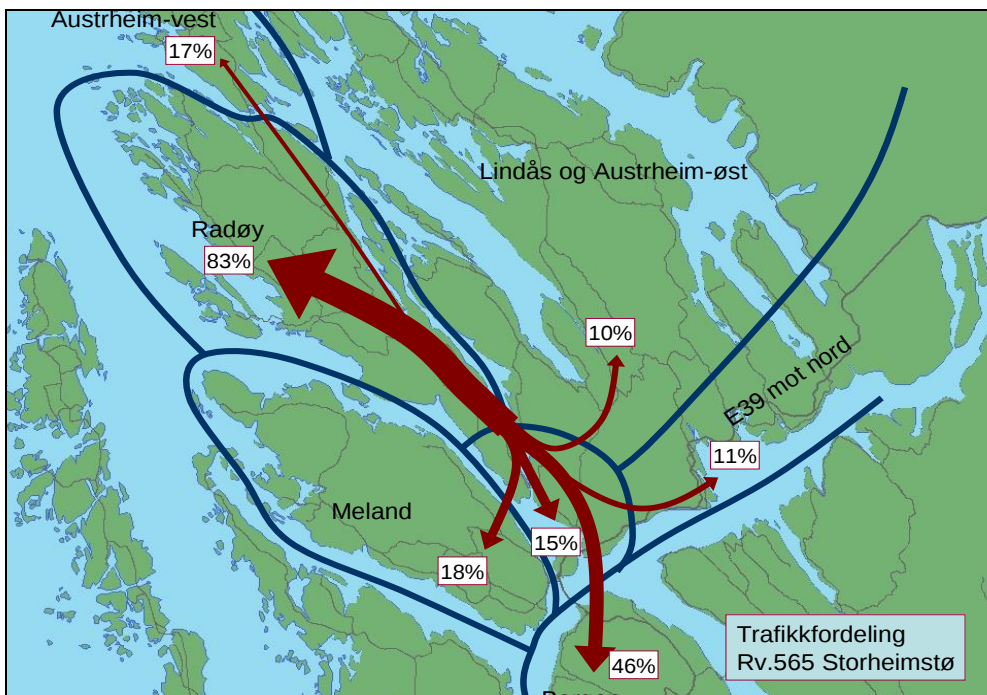 Austrheim-vest
17%
Lindås og Austrheim-øst
Radøy
83%
10%
E39 mot nord
11%
Meland
15%
18%
46%
Trafikkfordeling
Rv.565 Storheimstø